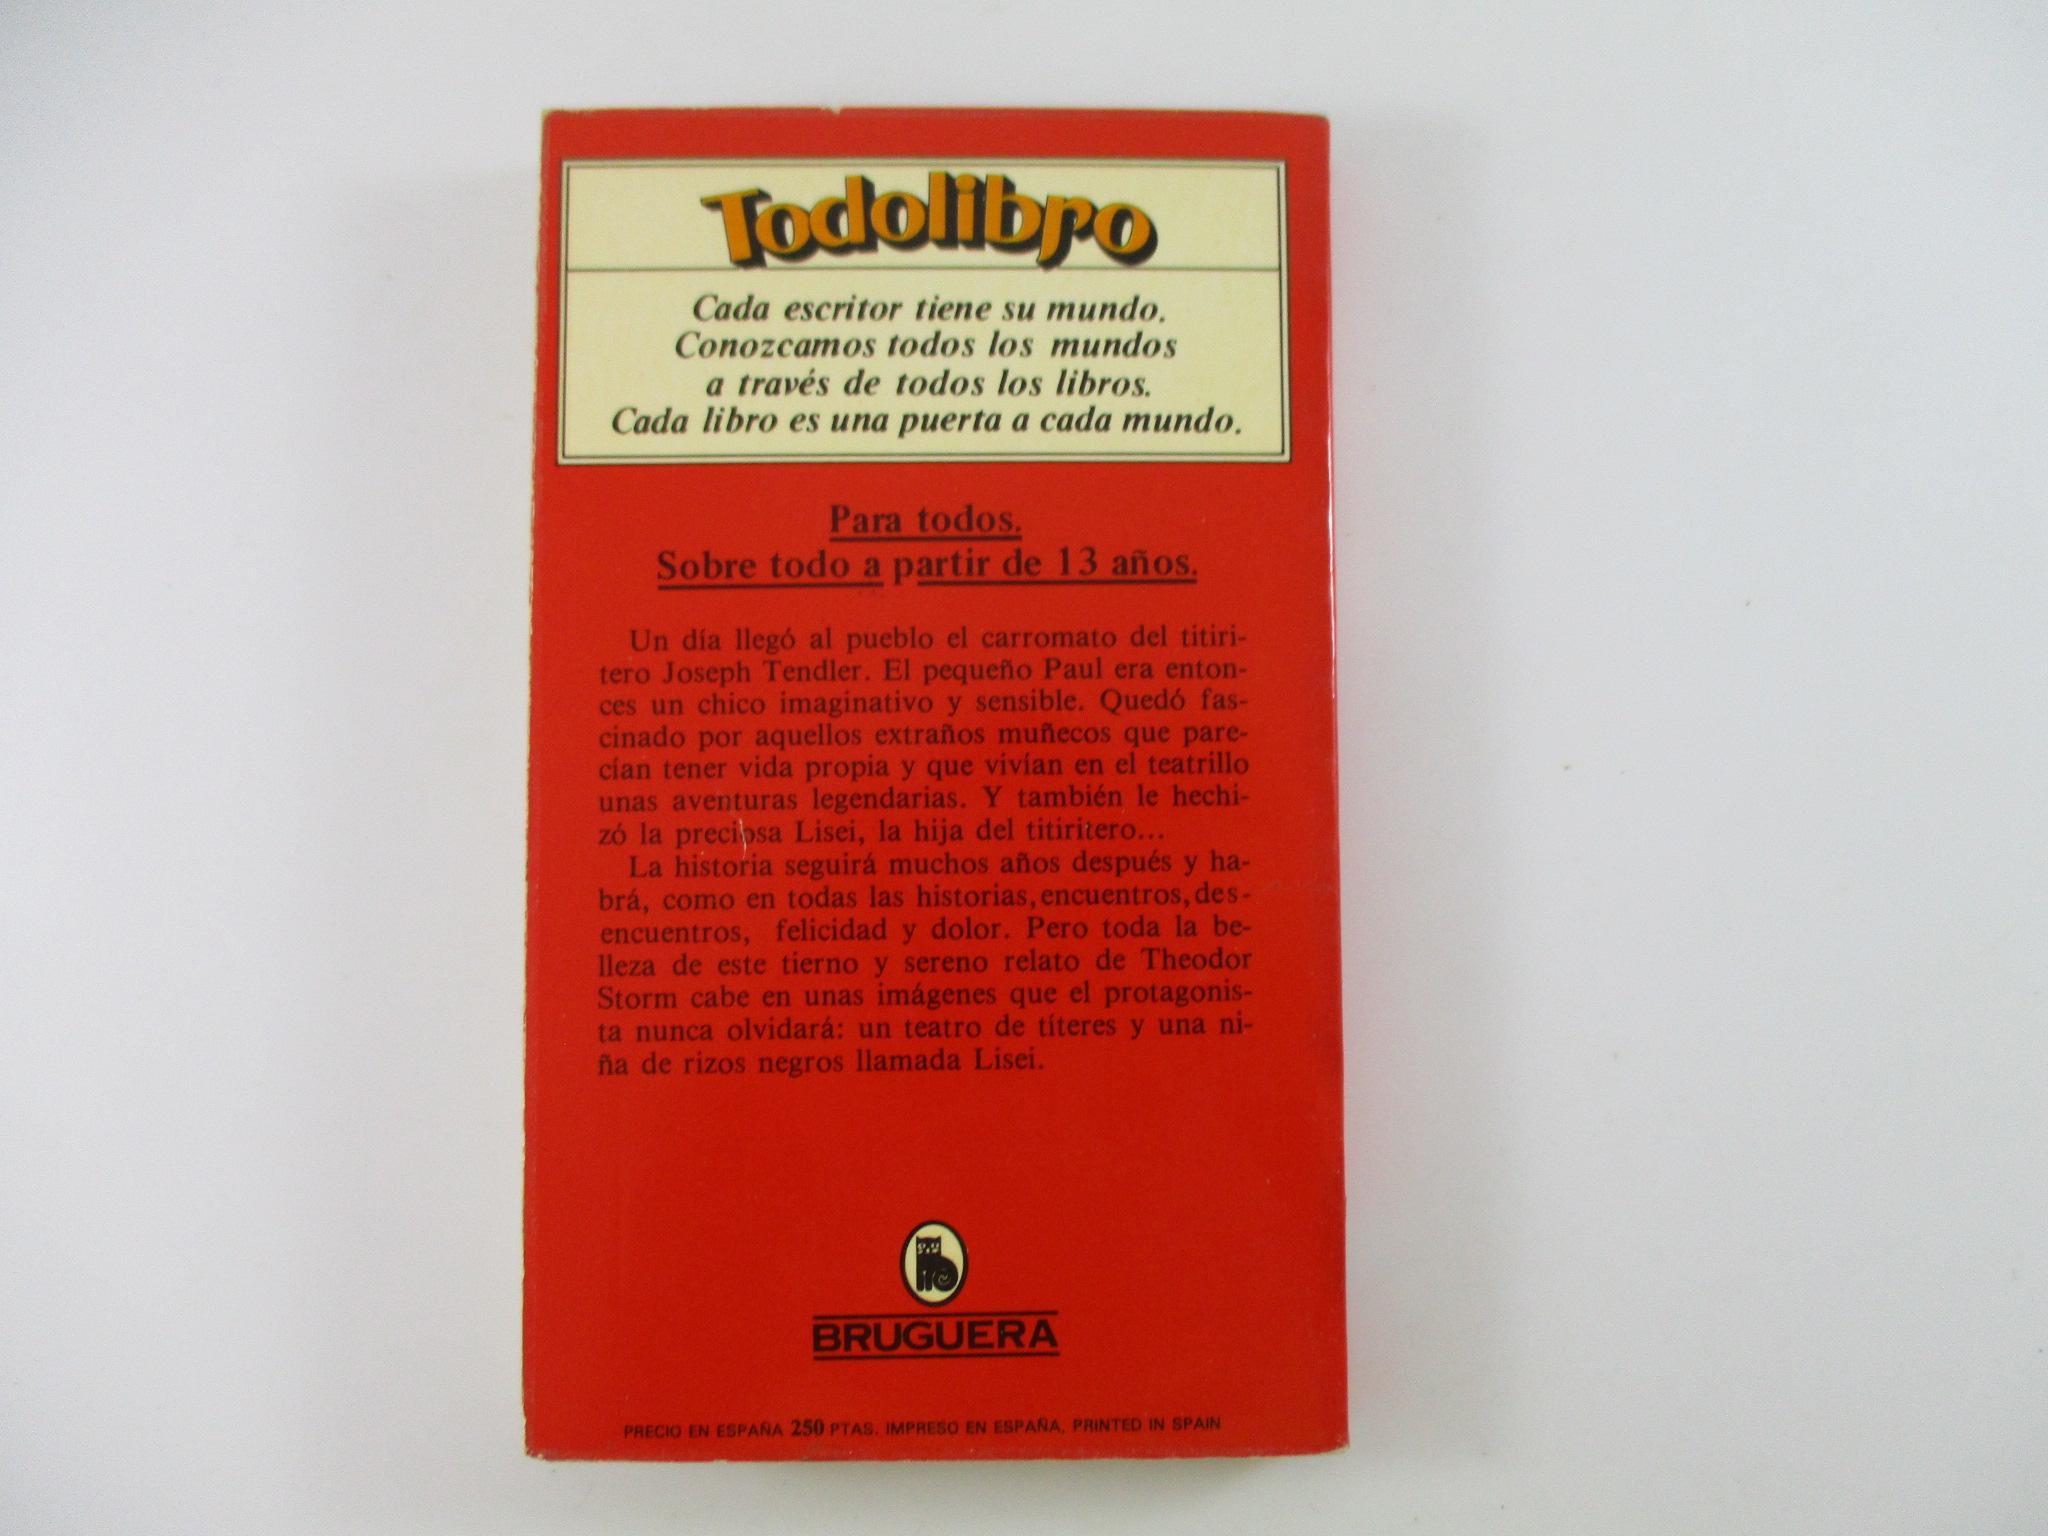 Todolibro
Cada escritor tiene su mundo.
Conozcamos todos los mundos
a través de todos los libros.
Cada libro es una puerta a cada mundo.
Para todos.
Sobre todo a partir de 13 años.
Un día llegó al pueblo el carromato del titiri-
tero Joseph Tendler. El pequeño Paul era enton-
ces un chico imaginativo y sensible. Quedó fas-
cinado por aquellos extraños muñecos que pare-
cían tener vida propia y que vivían en el teatrillo
unas aventuras legendarias. Y también le hechi-
zó la preciosa Lisei, la hija del titiritero...
La historia seguirá muchos años después y ha-
brá, como en todas las historias, encuentros, des-
encuentros, felicidad y dolor. Pero toda la be-
lleza de este tierno y sereno relato de Theodor
Storm cabe en unas imágenes que el protagonis-
ta nunca olvidará: un teatro de títeres y una ni-
ña de rizos negros llamada Lisei.
BRUGUERA
PRECIO EN ESPAÑA 250 PTAS. IMPRESO EN ESPAÑA, PRINTED IN SPAIN